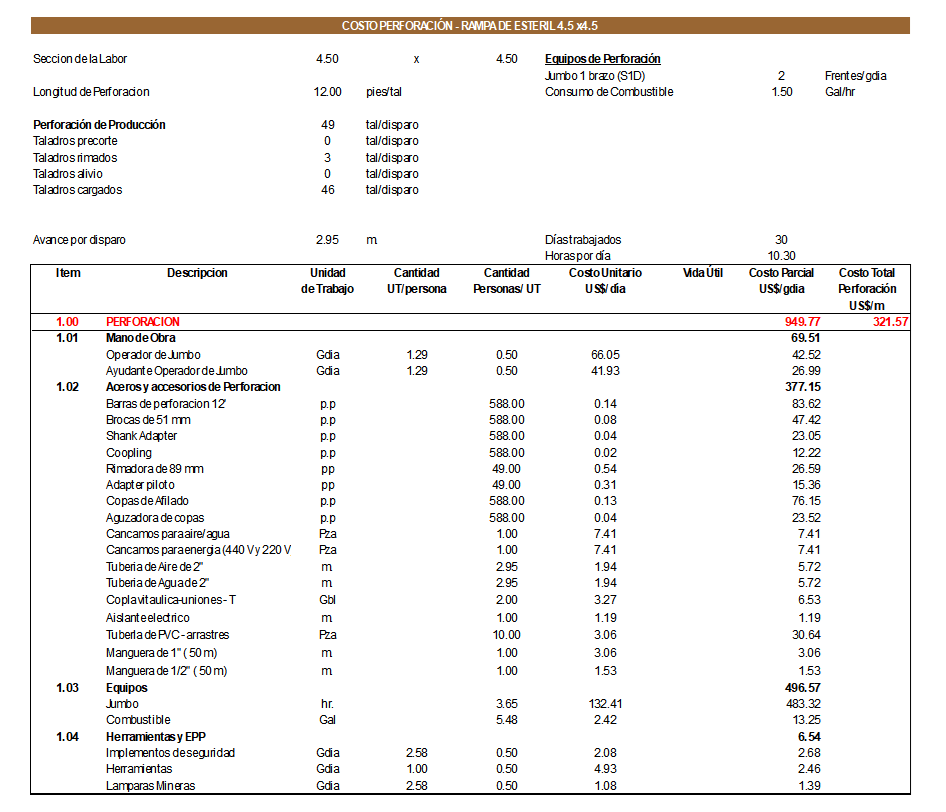 COSTO PERFORACIÓN - RAMPA DE ESTERIL 4.5 x4.5
Seccion de la Labor 4.50 x 4.50 Equipos de Perforación
Jumbo 1 brazo (S1D) 2 Frentes/gdia
Longitud de Perforacion 12.00 pies/tal Consumo de Combustible 1.50 Gal/hr
Perforación de Producción 49 tal/disparo
Taladros precorte 0 tal/disparo
Taladros rimados 3 tal/disparo
Taladros alivio 0 tal/disparo
Taladros cargados 46 tal/disparo
Avance por disparo 2.95 m. Días trabajados 30
Horas por día 10.30
Item Descripcion Unidad Cantidad Cantidad Costo Unitario Vida Útil Costo Parcial Costo Total
de Trabajo UT/persona Personas/ UT US$/ día US$/gdia Perforación
US$/m
1.00 PERFORACION 949.77 321.57
1.01 Mano de Obra 69.51
Operador de Jumbo Gdia 1.29 0.50 66.05 42.52
Ayudante Operador de Jumbo Gdia 1.29 0.50 41.93 26.99
1.02 Aceros y accesorios de Perforacion 377.15
Barras de perforacion 12' p.p 588.00 0.14 83.62
Brocas de 51 mm p.p 588.00 0.08 47.42
Shank Adapter p.p 588.00 0.04 23.05
Coopling p.p 588.00 0.02 12.22
Rimadora de 89 mm pp 49.00 0.54 26.59
Adapter piloto pp 49.00 0.31 15.36
Copas de Afilado p.p 588.00 0.13 76.15
Aguzadora de copas p.p 588.00 0.04 23.52
Cancamos para aire/agua Pza 1.00 7.41 7.41
Cancamos para energia (440 V y 220 V Pza 1.00 7.41 7.41
Tuberia de Aire de 2" m. 2.95 1.94 5.72
Tuberia de Agua de 2" m. 2.95 1.94 5.72
Copla vitaulica-uniones - T Gbl 2.00 3.27 6.53
Aislante electrico m. 1.00 1.19 1.19
Tuberia de PVC - arrastres Pza 10.00 3.06 30.64
Manguera de 1" ( 50 m) m. 1.00 3.06 3.06
Manguera de 1/2" ( 50 m) m. 1.00 1.53 1.53
1.03 Equipos 496.57
Jumbo hr. 3.65 132.41 483.32
Combustible Gal 5.48 2.42 13.25
1.04 Herramientas y EPP 6.54
Implementos de seguridad Gdia 2.58 0.50 2.08 2.68
Herramientas Gdia 1.00 0.50 4.93 2.46
Lamparas Mineras Gdia 2.58 0.50 1.08 1.39